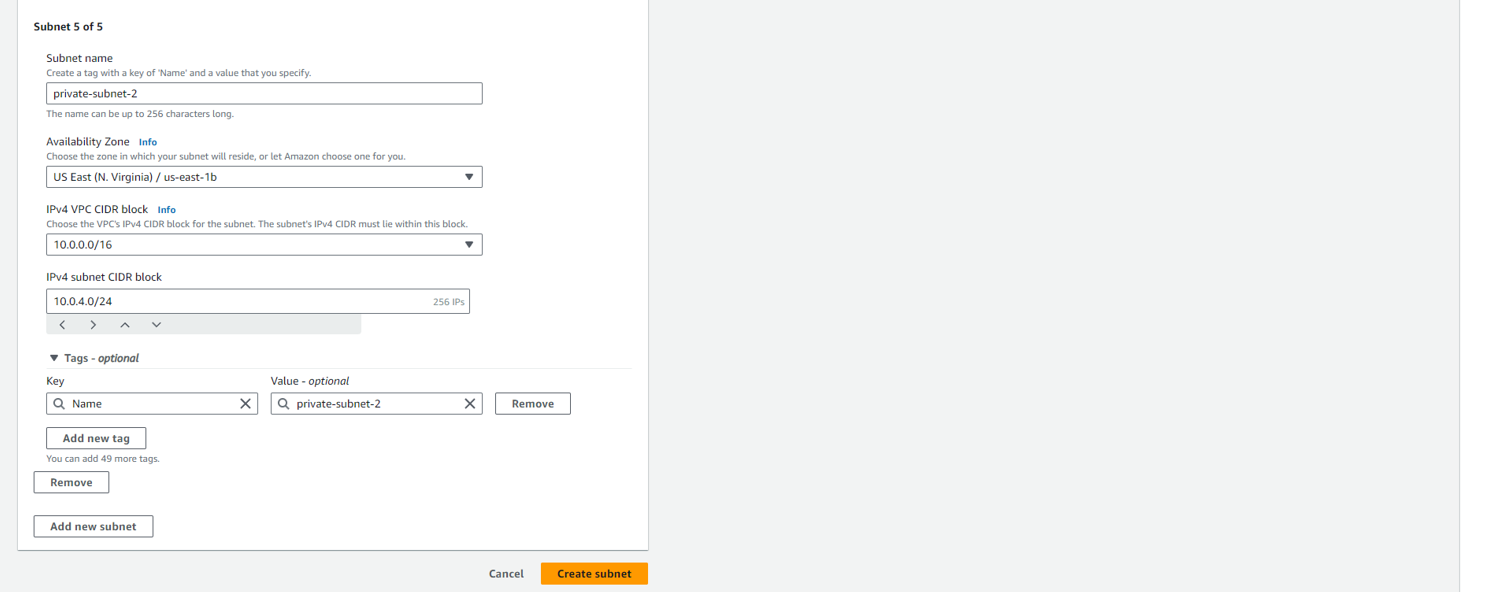 Subnet 5 of 5
Subnet name
Create a tag with a key of 'Name' and a value that you specify.
private-subnet-2
The name can be up to 256 characters long.
Availability Zone Info
Choose the zone in which your subnet will reside, or let Amazon choose one for you.
US East (N. Virginia) / us-east-1b
IPv4 VPC CIDR block Info
Choose the VPC's IPv4 CIDR block for the subnet. The subnet's IPv4 CIDR must lie within this block.
10.0.0.0/16
IPv4 subnet CIDR block
10.0.4.0/24 256 IPs
Tags - optional
Key Value - optional
Name private-subnet-2 Remove
Add new tag
You can add 49 more tags.
Remove
Add new subnet
Cancel Create subnet